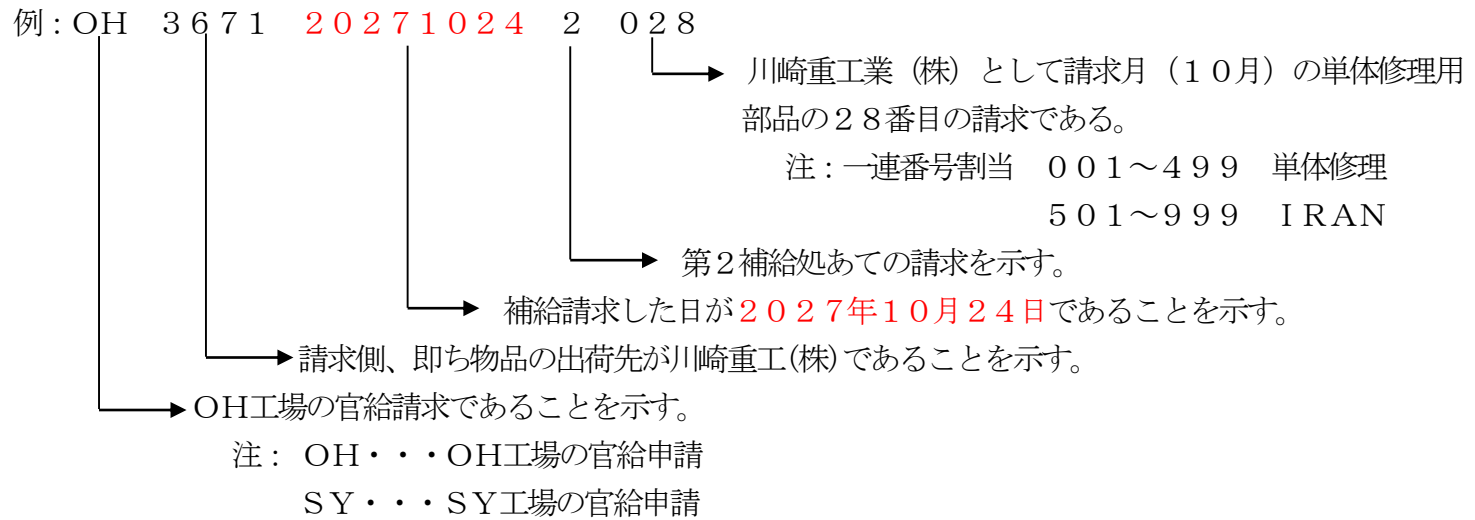 例：ＯＨ　３６７１　２０２７１０２４　２　０２８
川崎重工業（株）として請求月（１０月）の単体修理用
部品の２８番目の請求である。
注：一連番号割当　００１～４９９　単体修理
５０１～９９９　ＩＲＡＮ
第２補給処あての請求を示す。
補給請求した日が２０２７年１０月２４日であることを示す。
請求側、即ち物品の出荷先が川崎重工(株)であることを示す。
ＯＨ工場の官給請求であることを示す。
注：　ＯＨ・・・ＯＨ工場の官給申請
ＳＹ・・・ＳＹ工場の官給申請